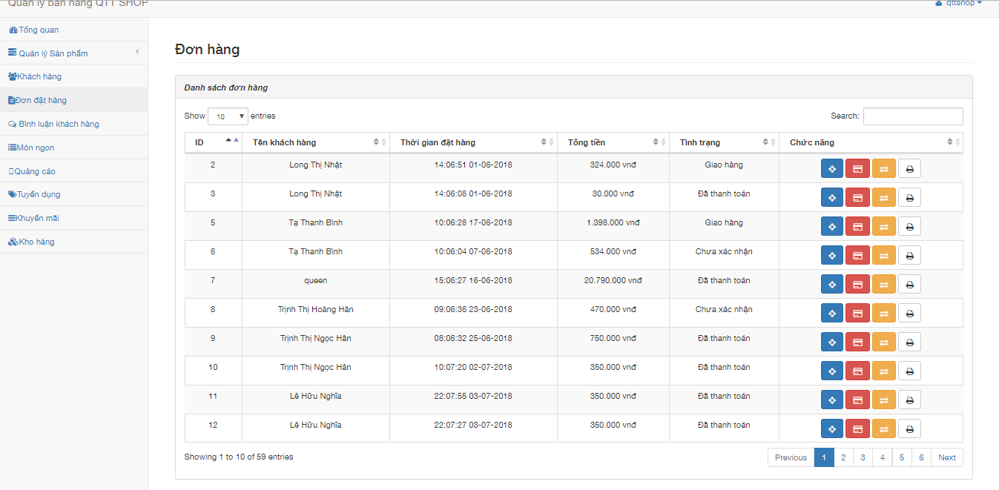 Quản lý bán hàng QTT SHOP
qttshop
Tổng quan
Quản lý Sản phẩm
Khách hàng
Đơn đặt hàng
Bình luận khách hàng
Món ngon
Quảng cáo
Tuyển dụng
Khuyến mãi
Kho hàng
Đơn hàng
Danh sách đơn hàng
Show 10 entries
Search:
ID Tên khách hàng Thời gian đặt hàng Tổng tiền Tình trạng Chức năng
2 Long Thị Nhật 14:06:51 01-06-2018 324.000 vnđ Giao hàng
3 Long Thị Nhật 14:06:08 01-06-2018 30.000 vnđ Đã thanh toán
5 Tạ Thanh Bình 10:06:28 17-06-2018 1.398.000 vnđ Giao hàng
6 Tạ Thanh Bình 10:06:04 07-06-2018 534.000 vnđ Chưa xác nhận
7 queen 15:06:27 16-06-2018 20.790.000 vnđ Đã thanh toán
8 Trịnh Thị Hoàng Hân 09:06:36 23-06-2018 470.000 vnđ Chưa xác nhận
9 Trịnh Thị Ngọc Hân 08:06:32 25-06-2018 750.000 vnđ Đã thanh toán
10 Trịnh Thị Ngọc Hân 10:07:20 02-07-2018 350.000 vnđ Đã thanh toán
11 Lê Hữu Nghĩa 22:07:55 03-07-2018 350.000 vnđ Đã thanh toán
12 Lê Hữu Nghĩa 22:07:27 03-07-2018 350.000 vnđ Đã thanh toán
Showing 1 to 10 of 59 entries
Previous 1 2 3 4 5 6 Next